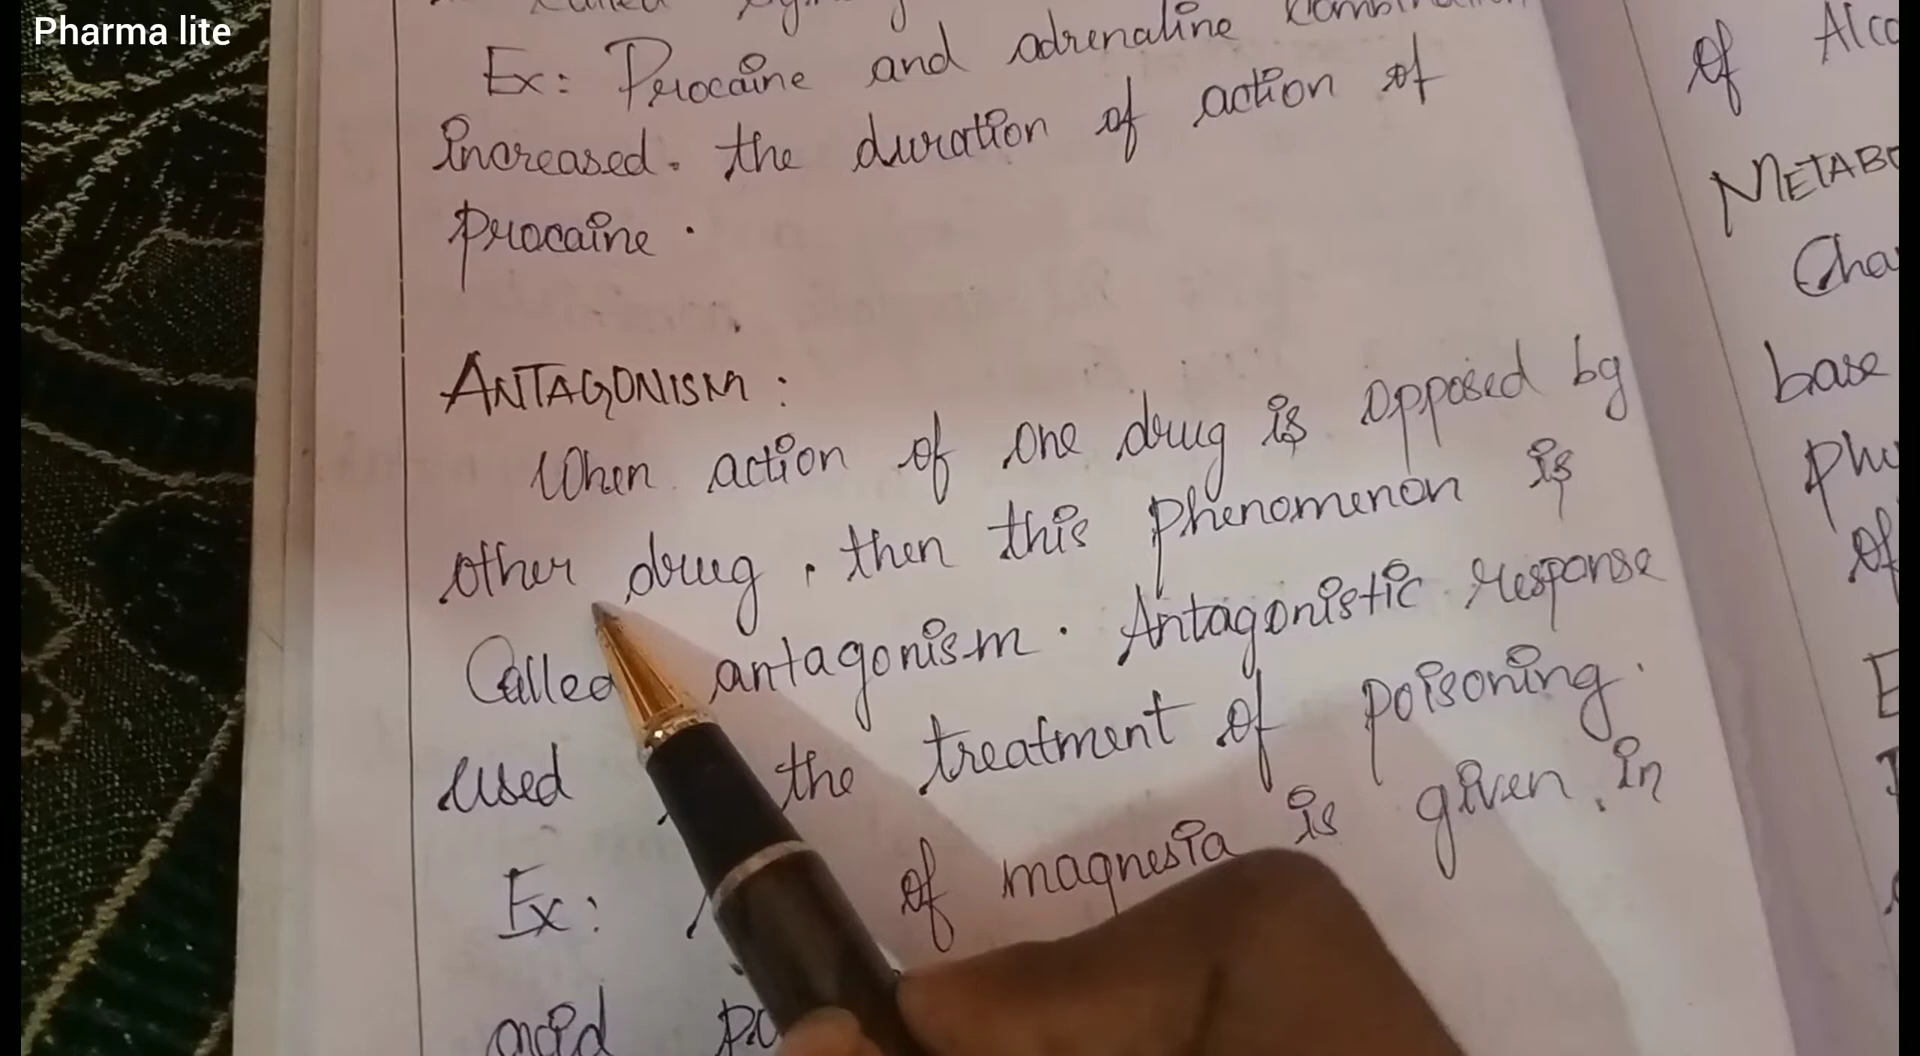 Pharma lite
Ex: Procaine and adrenaline
increased. the duration of action of
procaine.
ANTAGONISM:
When action of one drug is opposed by
other drug, then this phenomenon is
Called antagonism. Antagonistic response
used the treatment of poisoning.
Ex: of magnesia is given in
acid
of
METAB
Cha
base
of